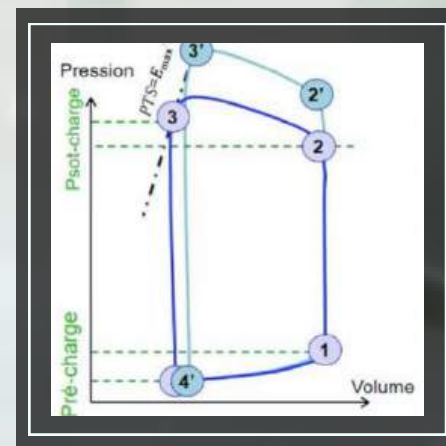 3'
Pression
PTS=Emax
2'
3
Psot-charge
2
Pré-charge
1
4'
Volume